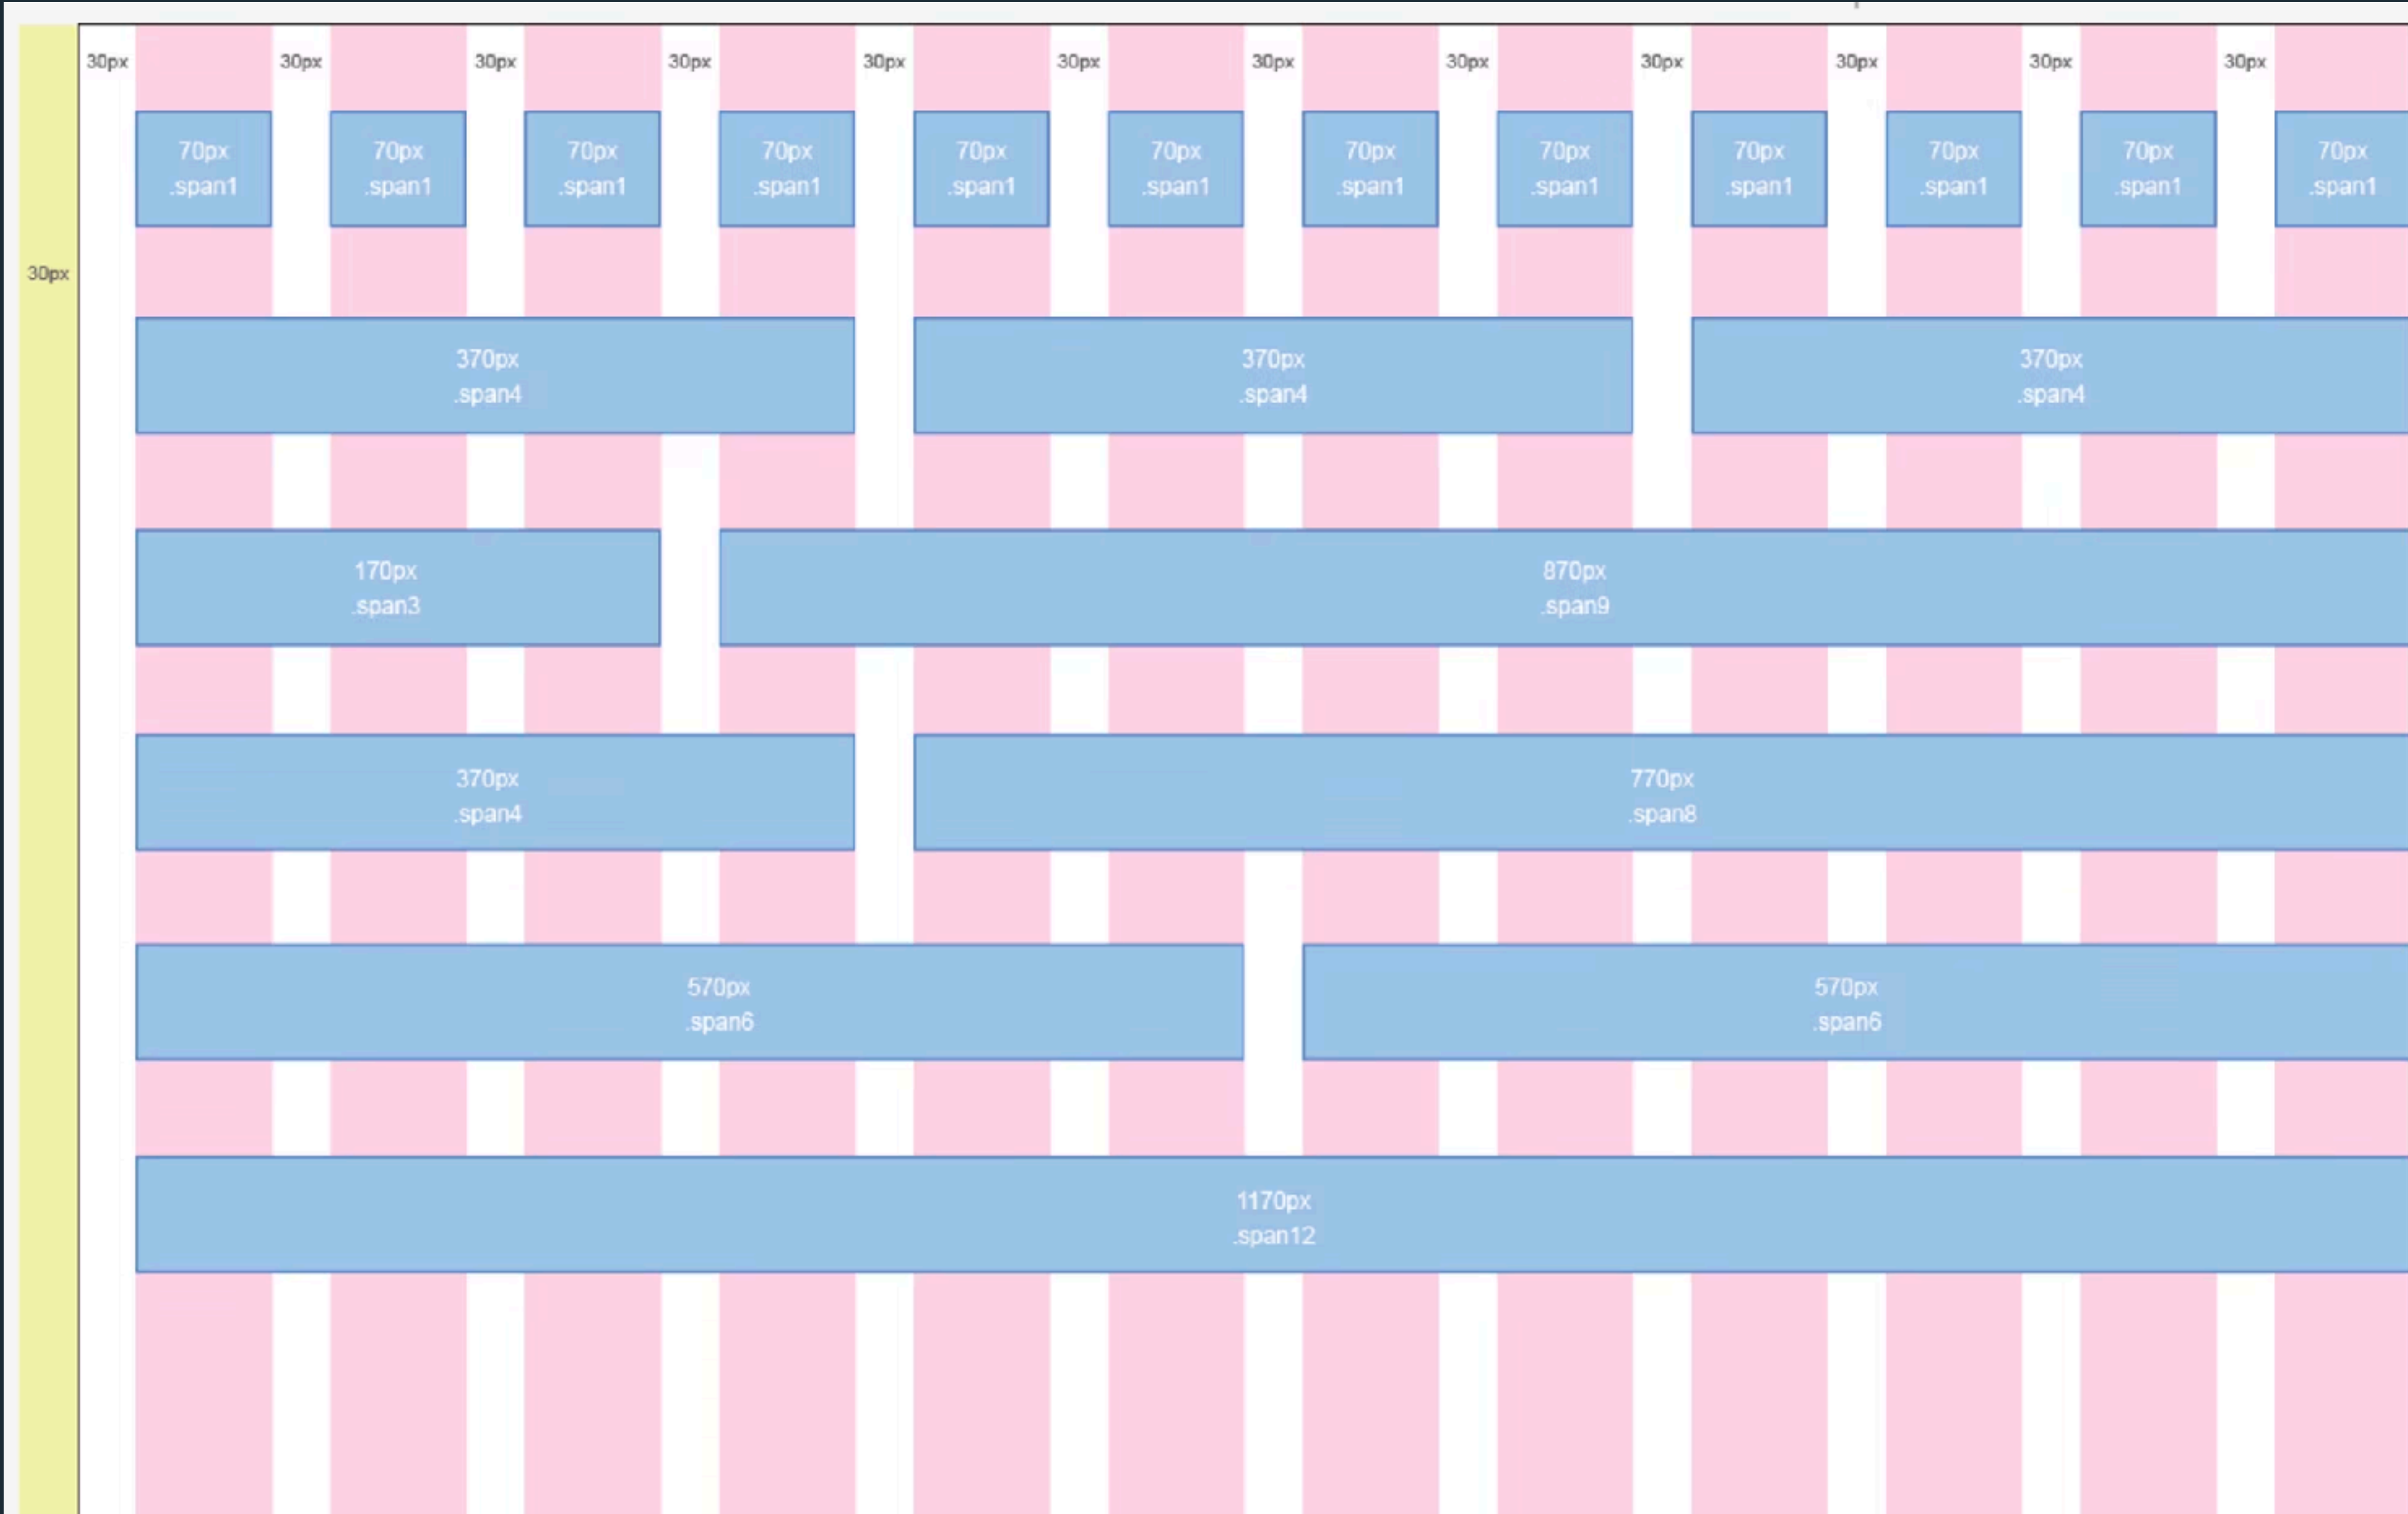 30px 30px 30px 30px 30px 30px 30px 30px 30px 30px 30px 30px
70px 70px 70px 70px 70px 70px 70px 70px 70px 70px 70px 70px
.span1 .span1 .span1 .span1 .span1 .span1 .span1 .span1 .span1 .span1 .span1 .span1
30px
370px 370px 370px
.span4 .span4 .span4
170px 870px
.span3 .span9
370px 770px
.span4 .span8
570px 570px
.span6 .span6
1170px
.span12